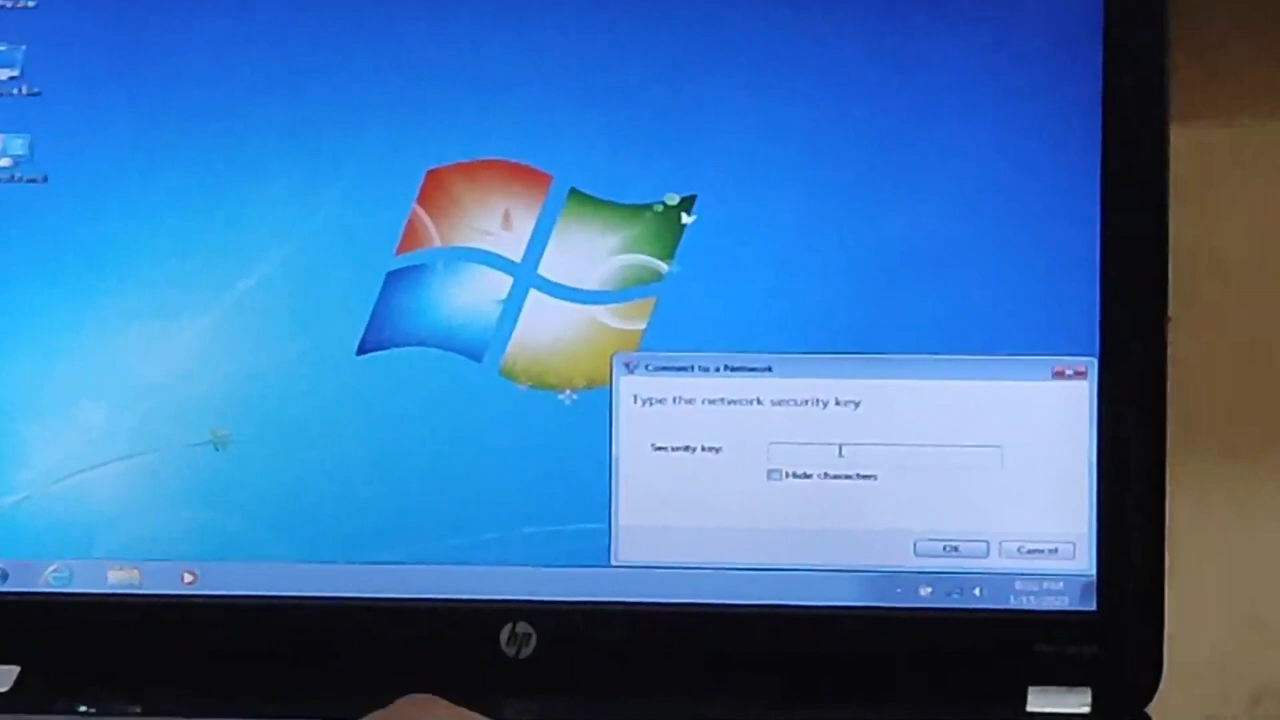 Connect to a Network
Type the network security key
Security key:
Hide characters
OK
Cancel
hp